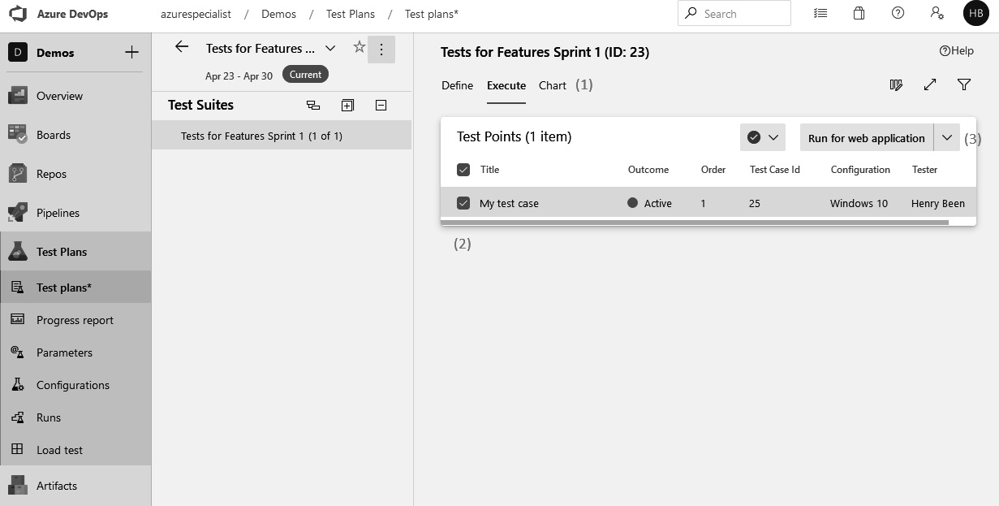 Azure DevOps
azurespecialist / Demos / Test Plans / Test plans*
Search
HB
D Demos
Overview
Boards
Repos
Pipelines
Test Plans
Test plans*
Progress report
Parameters
Configurations
Runs
Load test
Artifacts
Tests for Features ...
Apr 23 - Apr 30 Current
Test Suites
Tests for Features Sprint 1 (1 of 1)
Tests for Features Sprint 1 (ID: 23)
Help
Define Execute Chart (1)
Test Points (1 item)
Run for web application (3)
Title Outcome Order Test Case Id Configuration Tester
My test case Active 1 25 Windows 10 Henry Been
(2)